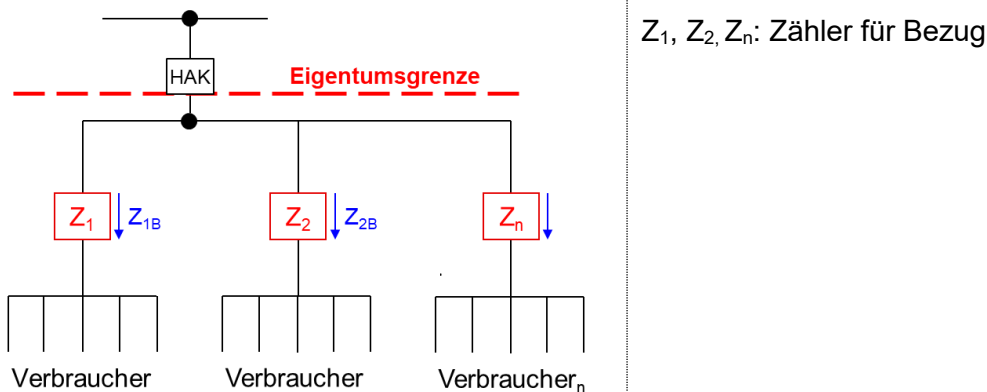 Z₁, Z₂, Zₙ: Zähler für Bezug
HAK
Eigentumsgrenze
Z₁ Z₁B Z₂ Z₂B Zₙ
Verbraucher Verbraucher Verbraucherₙ